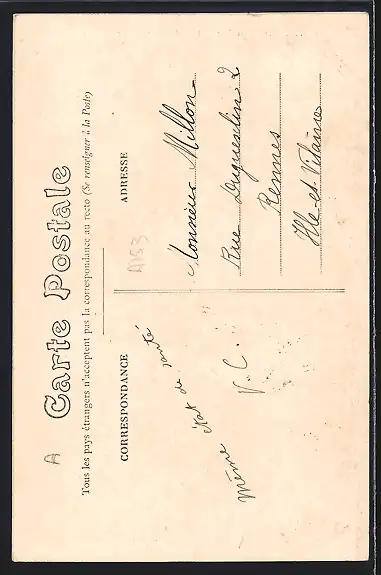 A
Carte Postale
Tous les pays étrangers n'acceptent pas la correspondance au recto (Se renseigner à la Poste)
CORRESPONDANCE
même état de santé
V. C.
ADRESSE
A153
Monsieur Millon
Rue Duguesclin 2
Rennes
Ille-et-Vilaine